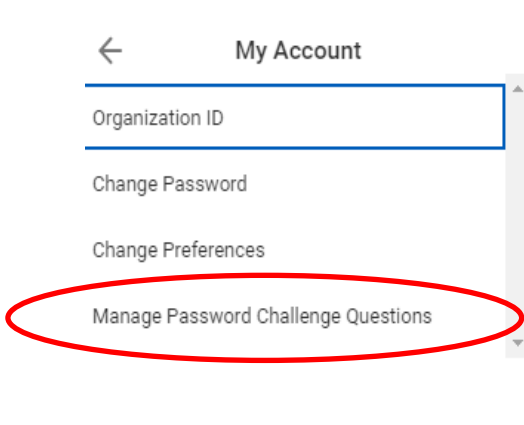 My Account
Organization ID
Change Password
Change Preferences
Manage Password Challenge Questions